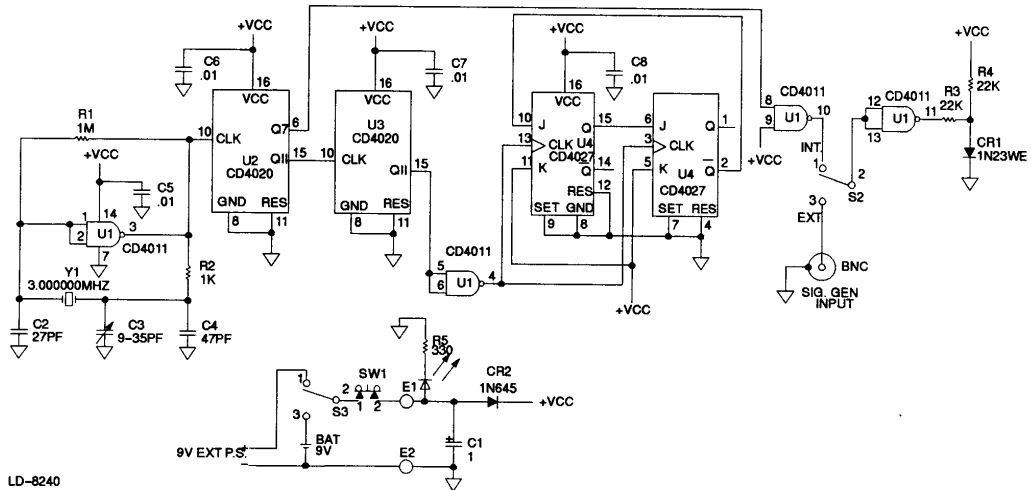 +VCC
C6
.01
16
VCC
10
CLK
Q7
6
QII
15
U2
CD4020
GND
RES
8
11
R1
1M
+VCC
C5
.01
1
2
14
U1
3
7
CD4011
R2
1K
Y1
3.000000MHZ
C2
27PF
C3
9-35PF
C4
47PF
+VCC
C7
.01
16
VCC
U3
CD4020
10
CLK
QII
15
GND
RES
8
11
CD4011
5
6
U1
4
+VCC
C8
.01
16
VCC
10
J
13
CLK
11
K
Q
15
U4
CD4027
Q
14
RES
12
SET
GND
9
8
6
J
3
CLK
5
K
Q
1
Q
2
U4
CD4027
SET
RES
7
4
+VCC
CD4011
8
9
U1
10
+VCC
INT.
1
2
S2
3
EXT.
BNC
SIG. GEN
INPUT
CD4011
12
13
U1
11
R3
22K
+VCC
R4
22K
CR1
1N23WE
R5
330
SW1
1
2
S3
3
1
2
E1
CR2
1N645
+VCC
C1
1
+
BAT
9V
9V EXT P.S.
+
-
E2
LD-8240